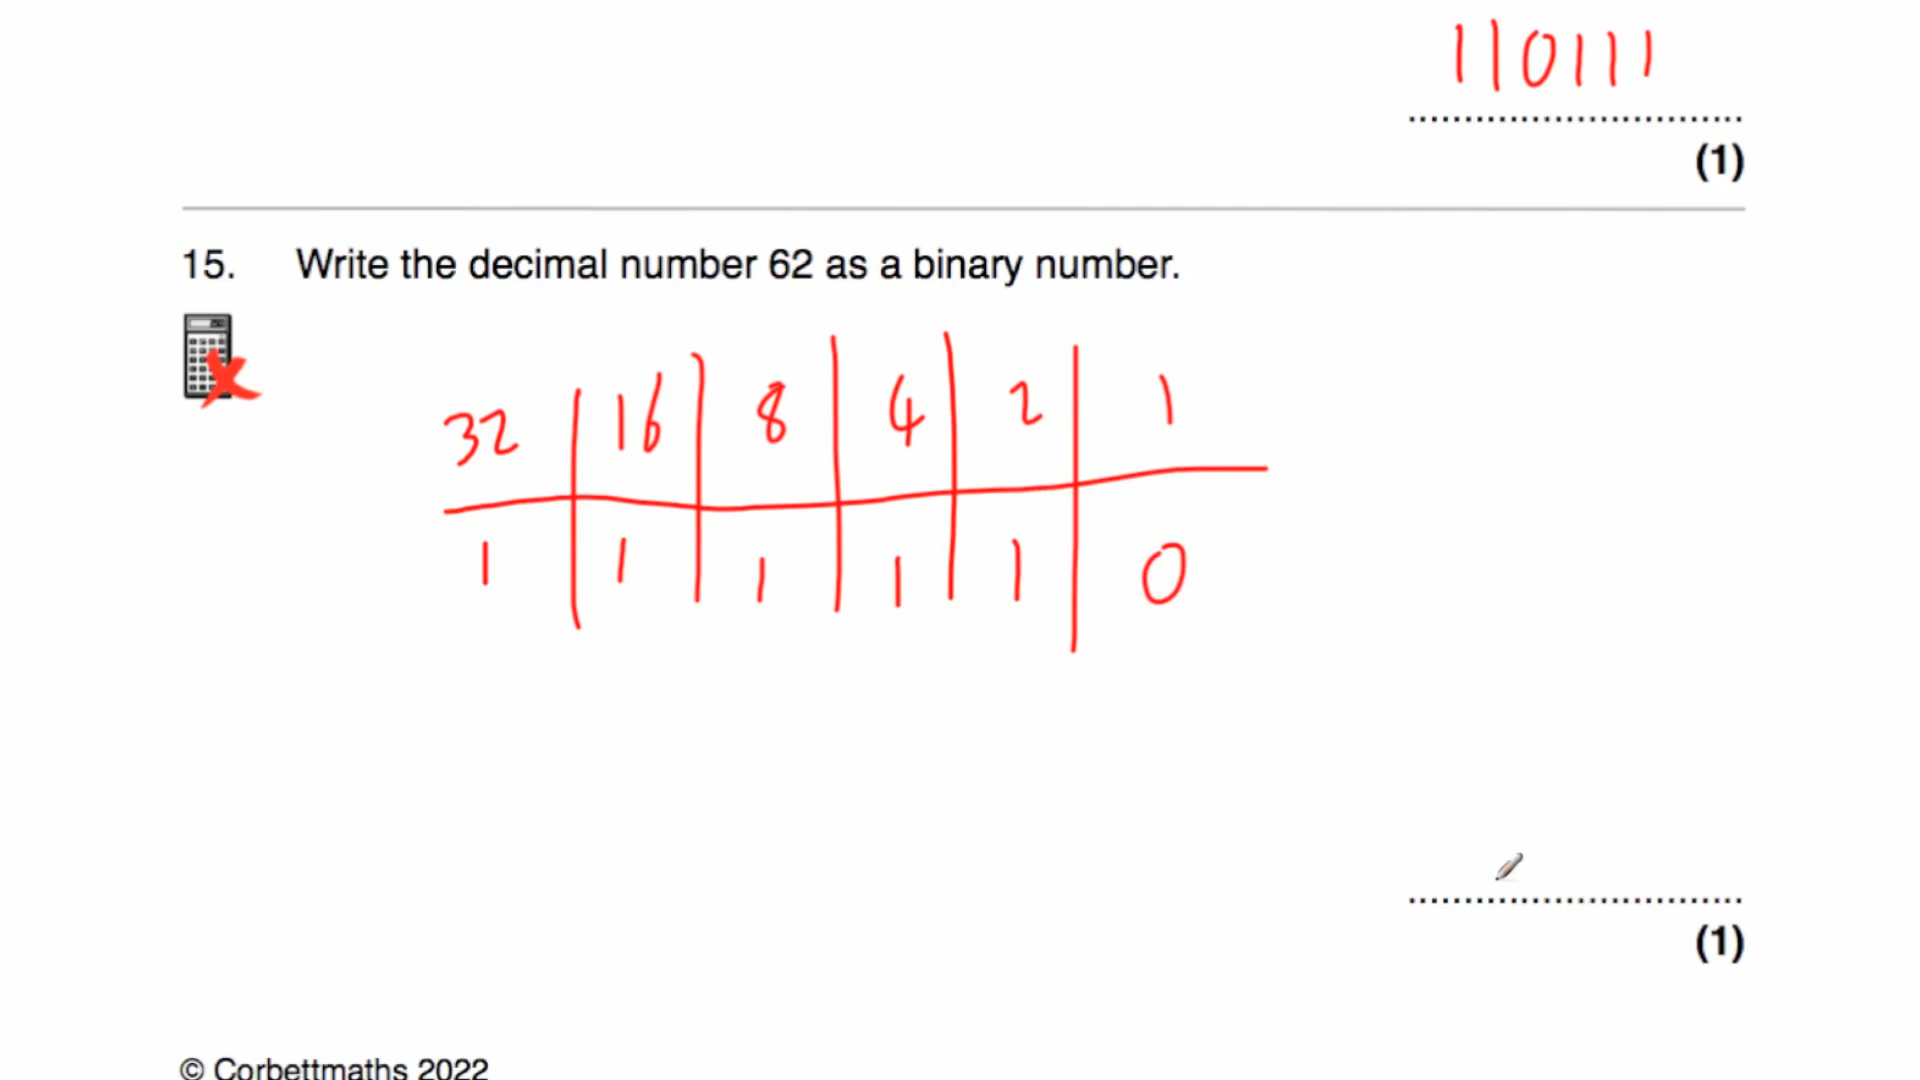 110111
(1)
15. Write the decimal number 62 as a binary number.
32 16 8 4 2 1
1 1 1 1 1 0
(1)
© Corbettmaths 2022